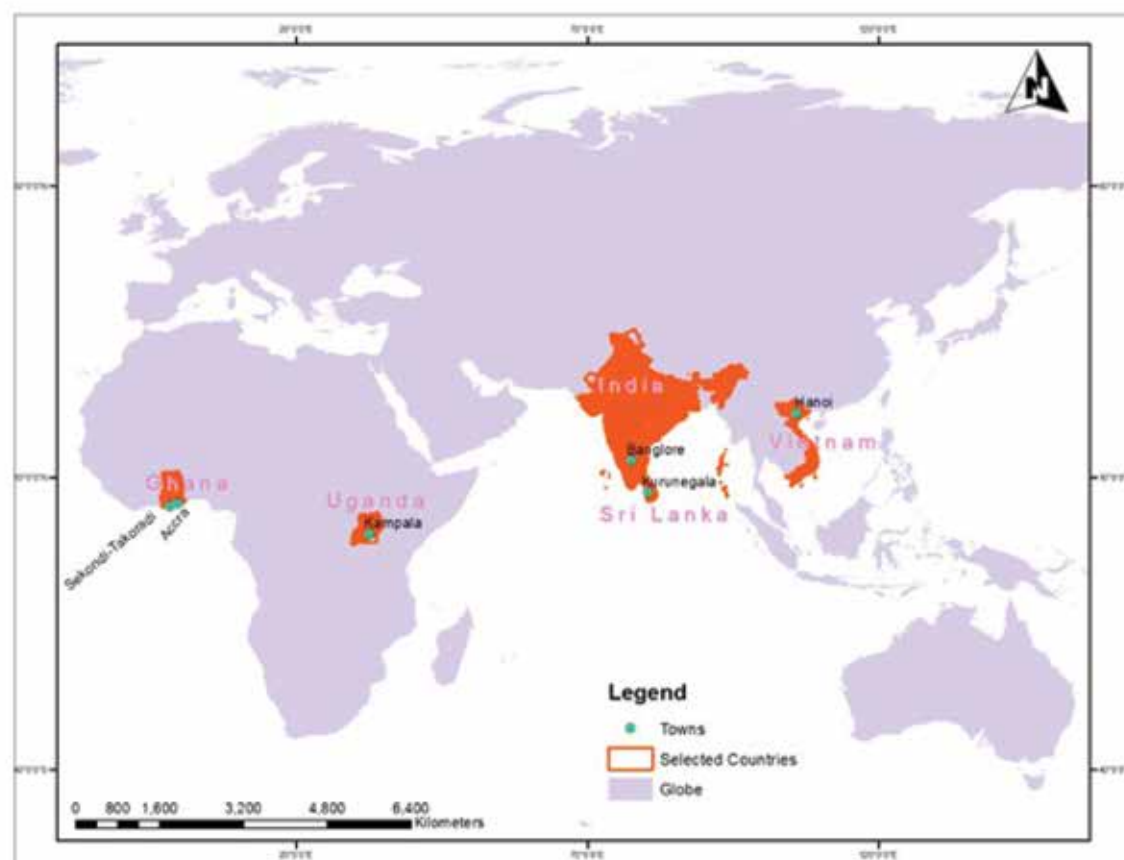 N
India
Hanoi
Vietnam
Banglore
Kurunegala
Sri Lanka
Ghana
Uganda
Kampala
Sekondi-Takoradi
Accra
Legend
Towns
Selected Countries
Globe
0 800 1,600 3,200 4,800 6,400
Kilometers